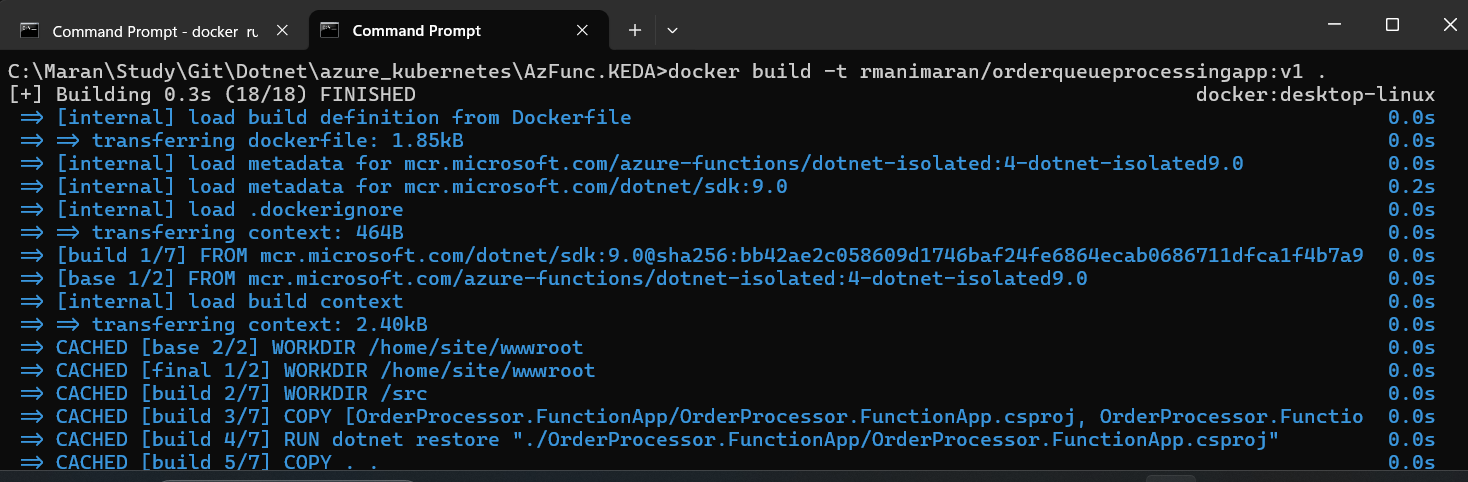 Command Prompt - docker ru
Command Prompt
C:\Maran\Study\Git\Dotnet\azure_kubernetes\AzFunc.KEDA>docker build -t rmanimaran/orderqueueprocessingapp:v1 .
[+] Building 0.3s (18/18) FINISHED docker:desktop-linux
=> [internal] load build definition from Dockerfile 0.0s
=> => transferring dockerfile: 1.85kB 0.0s
=> [internal] load metadata for mcr.microsoft.com/azure-functions/dotnet-isolated:4-dotnet-isolated9.0 0.0s
=> [internal] load metadata for mcr.microsoft.com/dotnet/sdk:9.0 0.2s
=> [internal] load .dockerignore 0.0s
=> => transferring context: 464B 0.0s
=> [build 1/7] FROM mcr.microsoft.com/dotnet/sdk:9.0@sha256:bb42ae2c058609d1746baf24fe6864ecab0686711dfca1f4b7a9 0.0s
=> [base 1/2] FROM mcr.microsoft.com/azure-functions/dotnet-isolated:4-dotnet-isolated9.0 0.0s
=> [internal] load build context 0.0s
=> => transferring context: 2.40kB 0.0s
=> CACHED [base 2/2] WORKDIR /home/site/wwwroot 0.0s
=> CACHED [final 1/2] WORKDIR /home/site/wwwroot 0.0s
=> CACHED [build 2/7] WORKDIR /src 0.0s
=> CACHED [build 3/7] COPY [OrderProcessor.FunctionApp/OrderProcessor.FunctionApp.csproj, OrderProcessor.Functio 0.0s
=> CACHED [build 4/7] RUN dotnet restore "./OrderProcessor.FunctionApp/OrderProcessor.FunctionApp.csproj" 0.0s
=> CACHED [build 5/7] COPY . . 0.0s